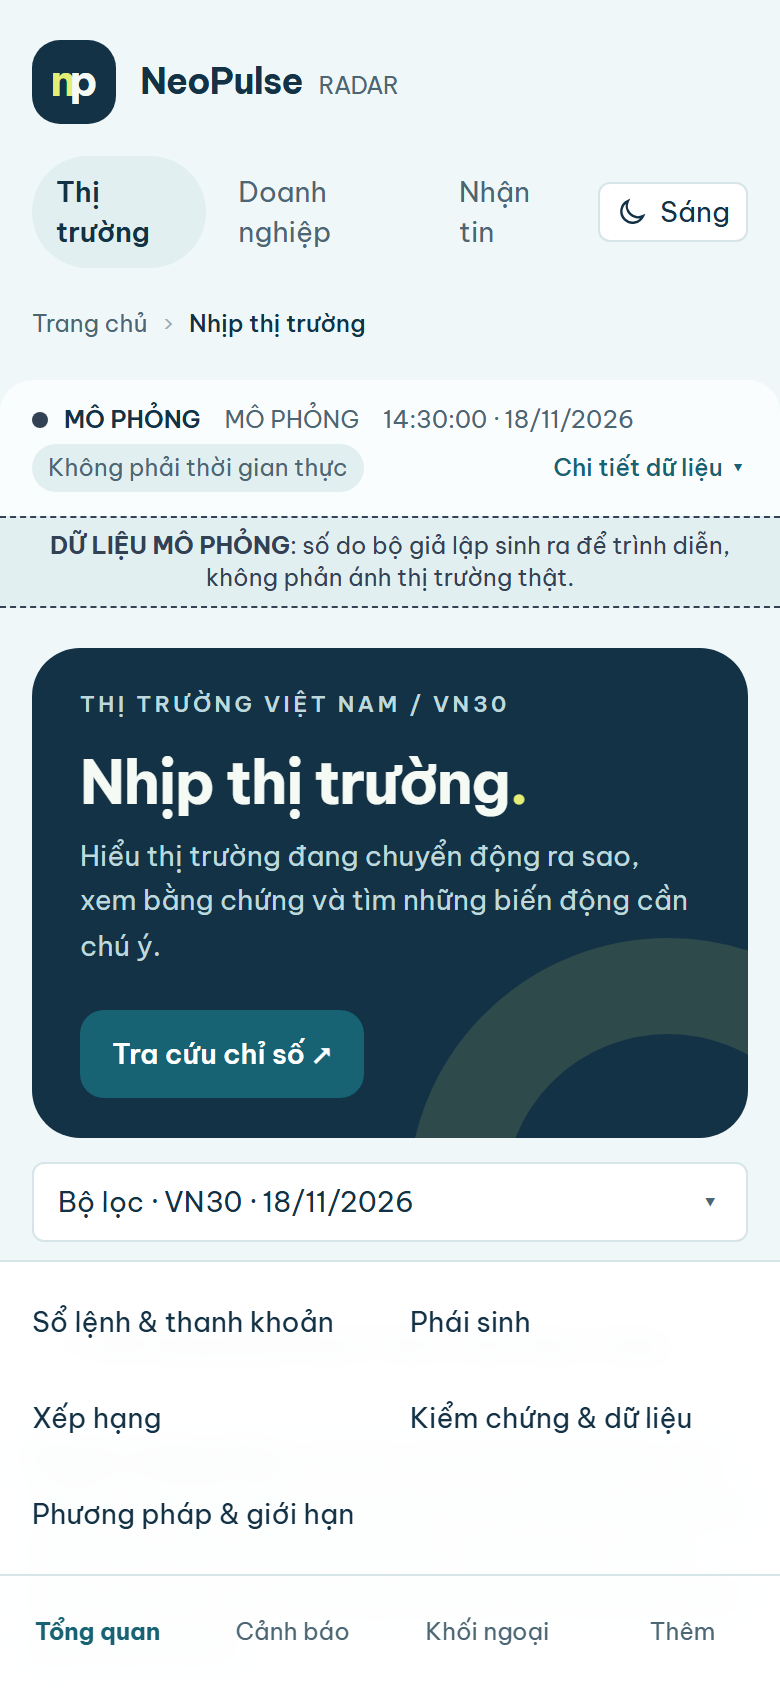 np NeoPulse RADAR
Thị trường
Doanh nghiệp
Nhận tin
Sáng
Trang chủ › Nhịp thị trường
MÔ PHỎNG MÔ PHỎNG 14:30:00 · 18/11/2026
Không phải thời gian thực Chi tiết dữ liệu ▾
DỮ LIỆU MÔ PHỎNG: số do bộ giả lập sinh ra để trình diễn,
không phản ánh thị trường thật.
THỊ TRƯỜNG VIỆT NAM / VN30
Nhịp thị trường.
Hiểu thị trường đang chuyển động ra sao,
xem bằng chứng và tìm những biến động cần
chú ý.
Tra cứu chỉ số ↗
Bộ lọc · VN30 · 18/11/2026 ▾
Sổ lệnh & thanh khoản Phái sinh
Xếp hạng Kiểm chứng & dữ liệu
Phương pháp & giới hạn
Tổng quan Cảnh báo Khối ngoại Thêm